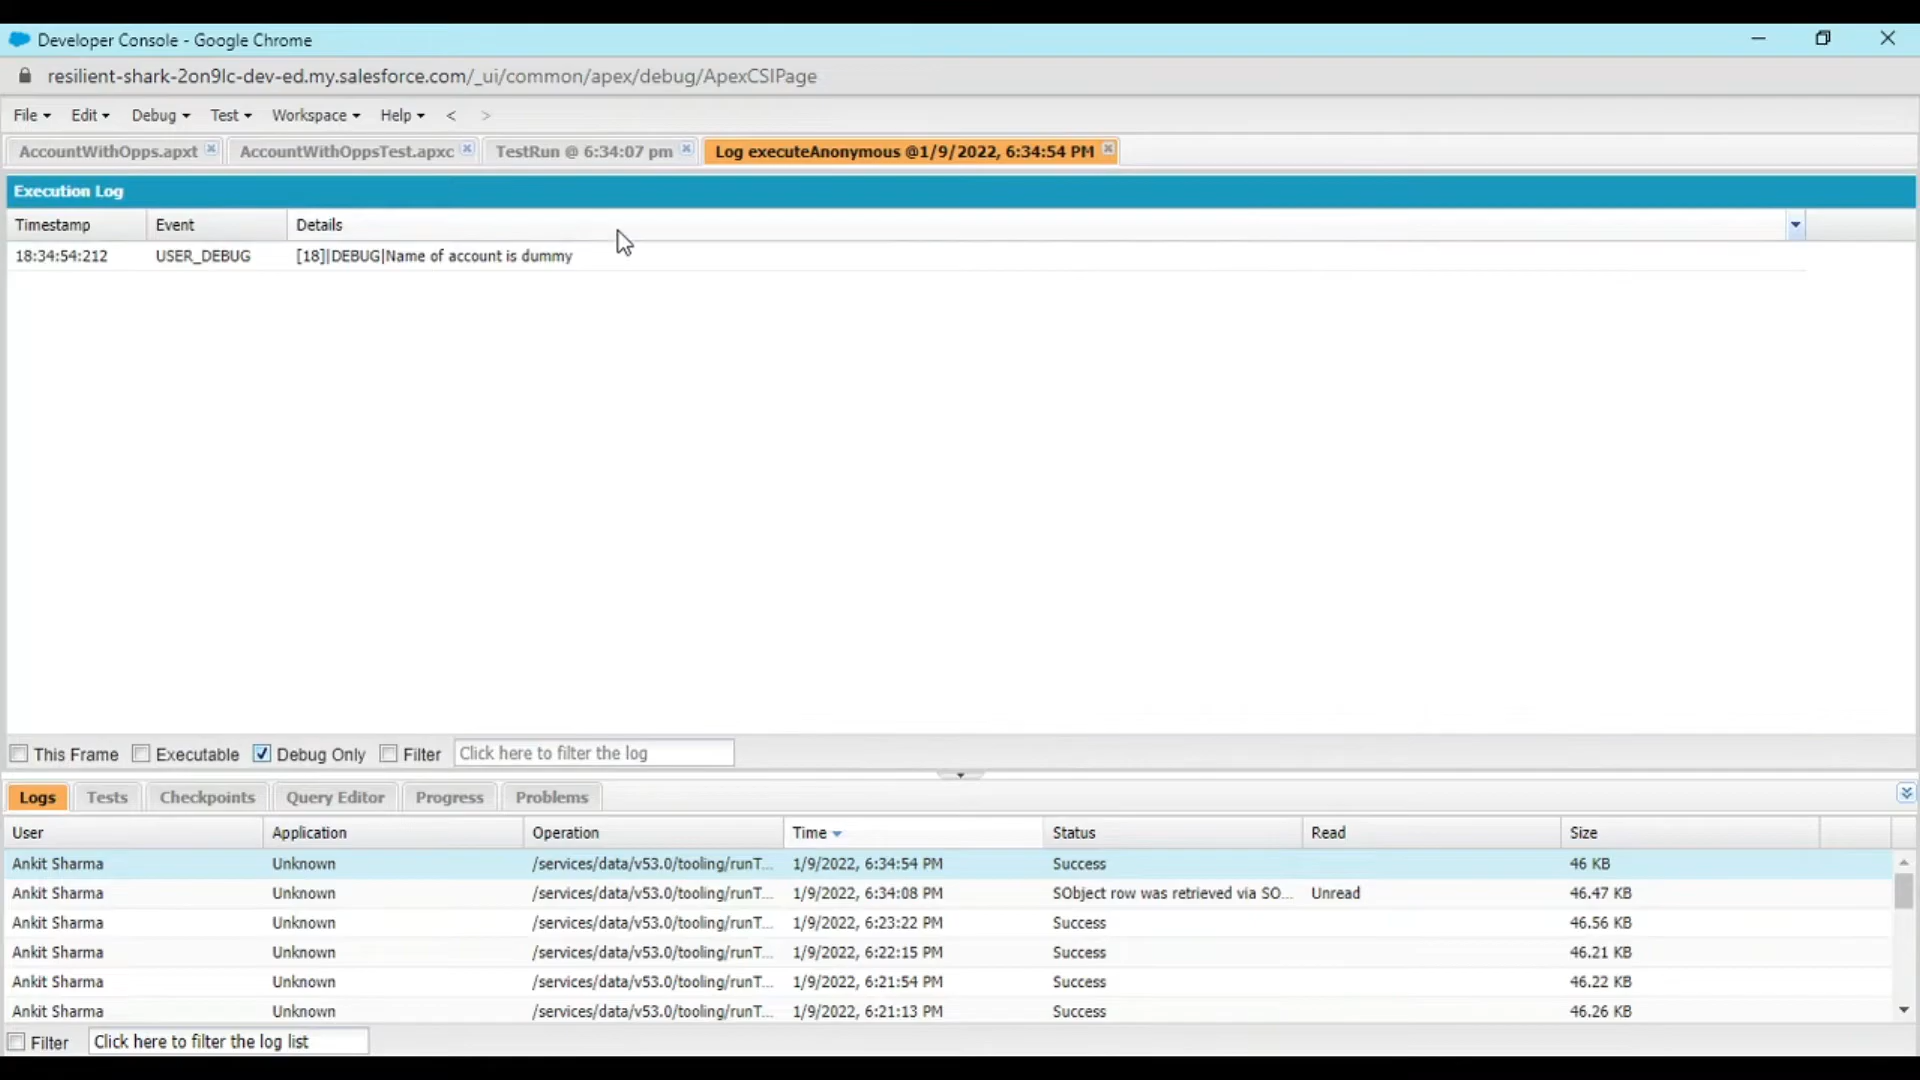 Developer Console - Google Chrome
resilient-shark-2on9lc-dev-ed.my.salesforce.com/_ui/common/apex/debug/ApexCSIPage
File Edit Debug Test Workspace Help < >
AccountWithOpps.apxt AccountWithOppsTest.apxc TestRun @ 6:34:07 pm Log executeAnonymous @1/9/2022, 6:34:54 PM
Execution Log
Timestamp Event Details
18:34:54:212 USER_DEBUG [18]|DEBUG|Name of account is dummy
This Frame Executable Debug Only Filter Click here to filter the log
Logs Tests Checkpoints Query Editor Progress Problems
User Application Operation Time Status Read Size
Ankit Sharma Unknown /services/data/v53.0/tooling/runT... 1/9/2022, 6:34:54 PM Success 46 KB
Ankit Sharma Unknown /services/data/v53.0/tooling/runT... 1/9/2022, 6:34:08 PM SObject row was retrieved via SO... Unread 46.47 KB
Ankit Sharma Unknown /services/data/v53.0/tooling/runT... 1/9/2022, 6:23:22 PM Success 46.56 KB
Ankit Sharma Unknown /services/data/v53.0/tooling/runT... 1/9/2022, 6:22:15 PM Success 46.21 KB
Ankit Sharma Unknown /services/data/v53.0/tooling/runT... 1/9/2022, 6:21:54 PM Success 46.22 KB
Ankit Sharma Unknown /services/data/v53.0/tooling/runT... 1/9/2022, 6:21:13 PM Success 46.26 KB
Filter Click here to filter the log list